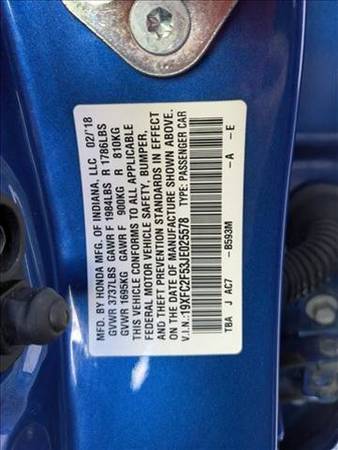 MFD. BY HONDA MFG. OF INDIANA, LLC 02/'18
GVWR 3737LBS GAWR F 1984LBS R 1786LBS
GVWR 1695KG GAWR F 900KG R 810KG
THIS VEHICLE CONFORMS TO ALL APPLICABLE
FEDERAL MOTOR VEHICLE SAFETY, BUMPER,
AND THEFT PREVENTION STANDARDS IN EFFECT
ON THE DATE OF MANUFACTURE SHOWN ABOVE.
V.I.N.:19XFC2F53JE025578 TYPE: PASSENGER CAR
TBA J AC7 -B593M -A -E